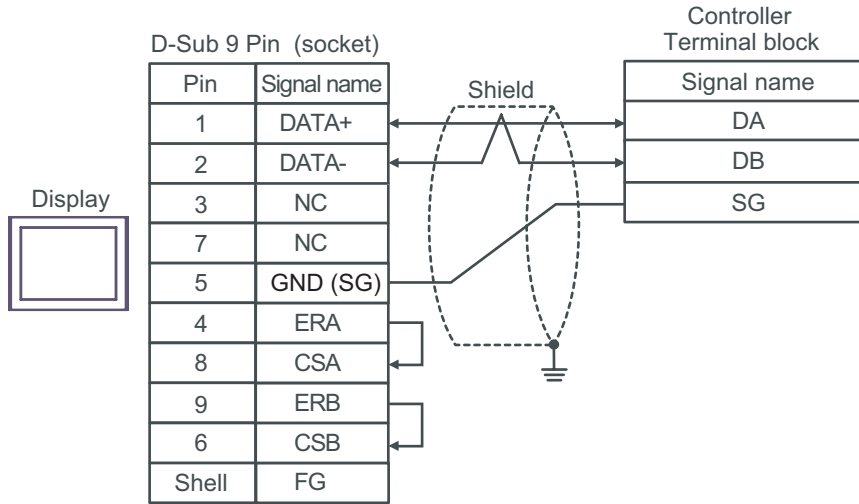 Controller
Terminal block
D-Sub 9 Pin (socket)
Pin Signal name
Shield
Signal name
1 DATA+
DA
2 DATA-
DB
Display
3 NC
SG
7 NC
5 GND (SG)
4 ERA
8 CSA
9 ERB
6 CSB
Shell FG